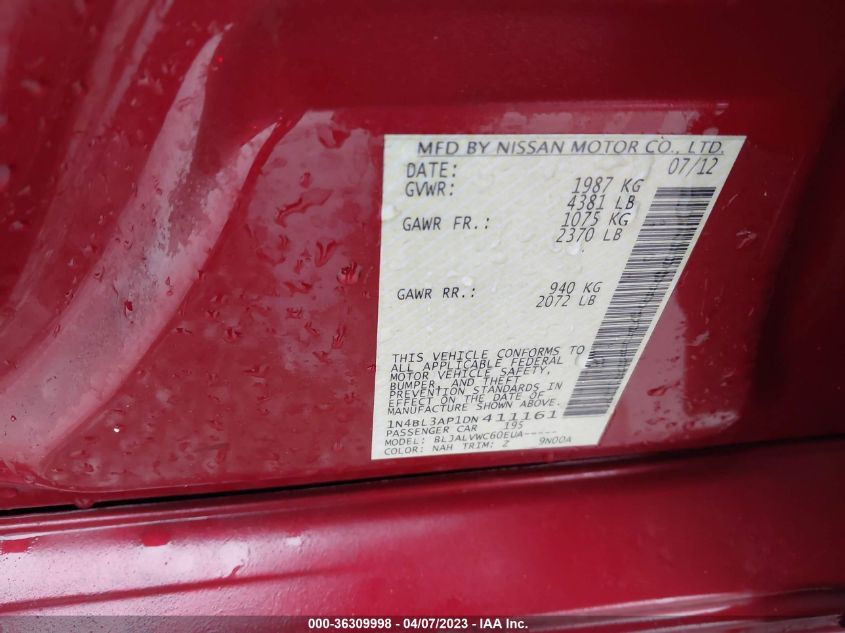 MFD BY NISSAN MOTOR CO., LTD.
DATE: 07/12
GVWR: 1987 KG
4381 LB
GAWR FR.: 1075 KG
2370 LB
GAWR RR.: 940 KG
2072 LB
THIS VEHICLE CONFORMS TO
ALL APPLICABLE FEDERAL
MOTOR VEHICLE SAFETY,
BUMPER, AND THEFT
PREVENTION STANDARDS IN
EFFECT ON THE DATE OF
MANUFACTURE SHOWN ABOVE.
1N4BL3AP1DN411161
PASSENGER CAR 195
MODEL: BLJALVWC60EUA-----
COLOR: NAH TRIM: Z 9N00A
000-36309998 - 04/07/2023 - IAA Inc.